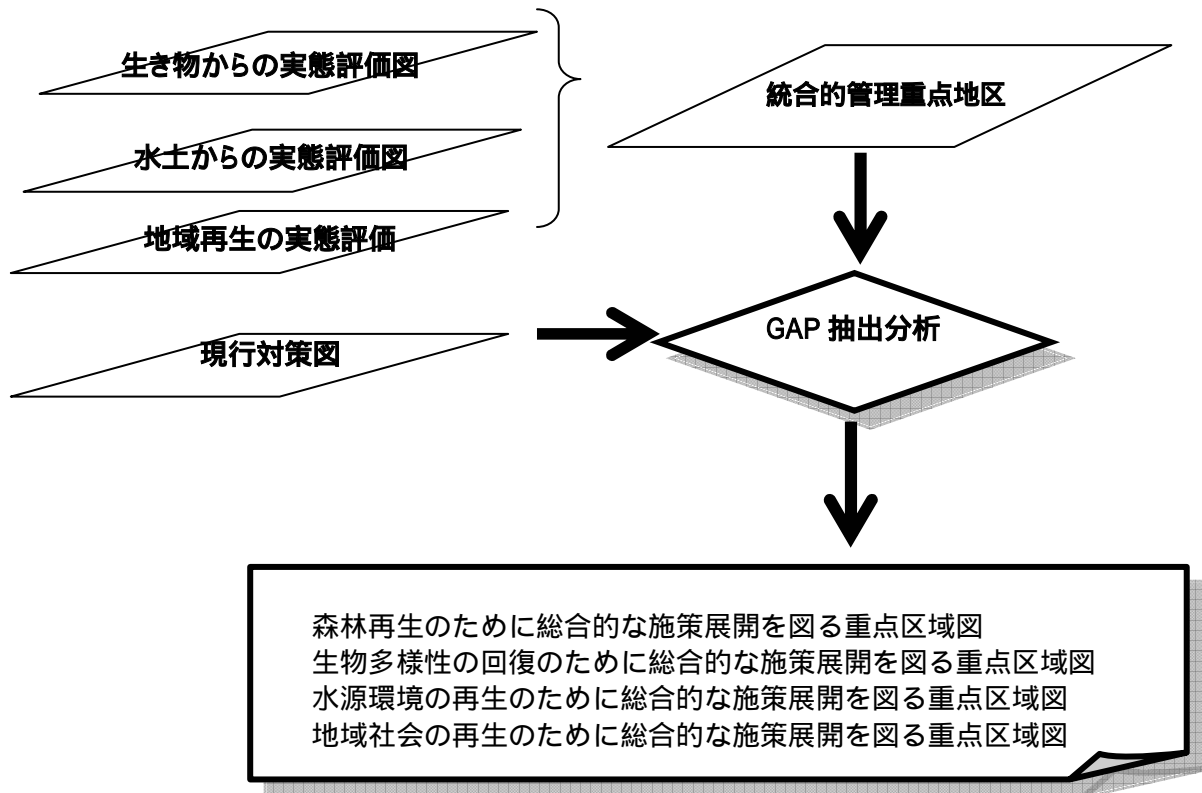 生き物からの実態評価図
水土からの実態評価図
地域再生の実態評価
現行対策図
統合的管理重点地区
GAP 抽出分析
森林再生のために総合的な施策展開を図る重点区域図
生物多様性の回復のために総合的な施策展開を図る重点区域図
水源環境の再生のために総合的な施策展開を図る重点区域図
地域社会の再生のために総合的な施策展開を図る重点区域図